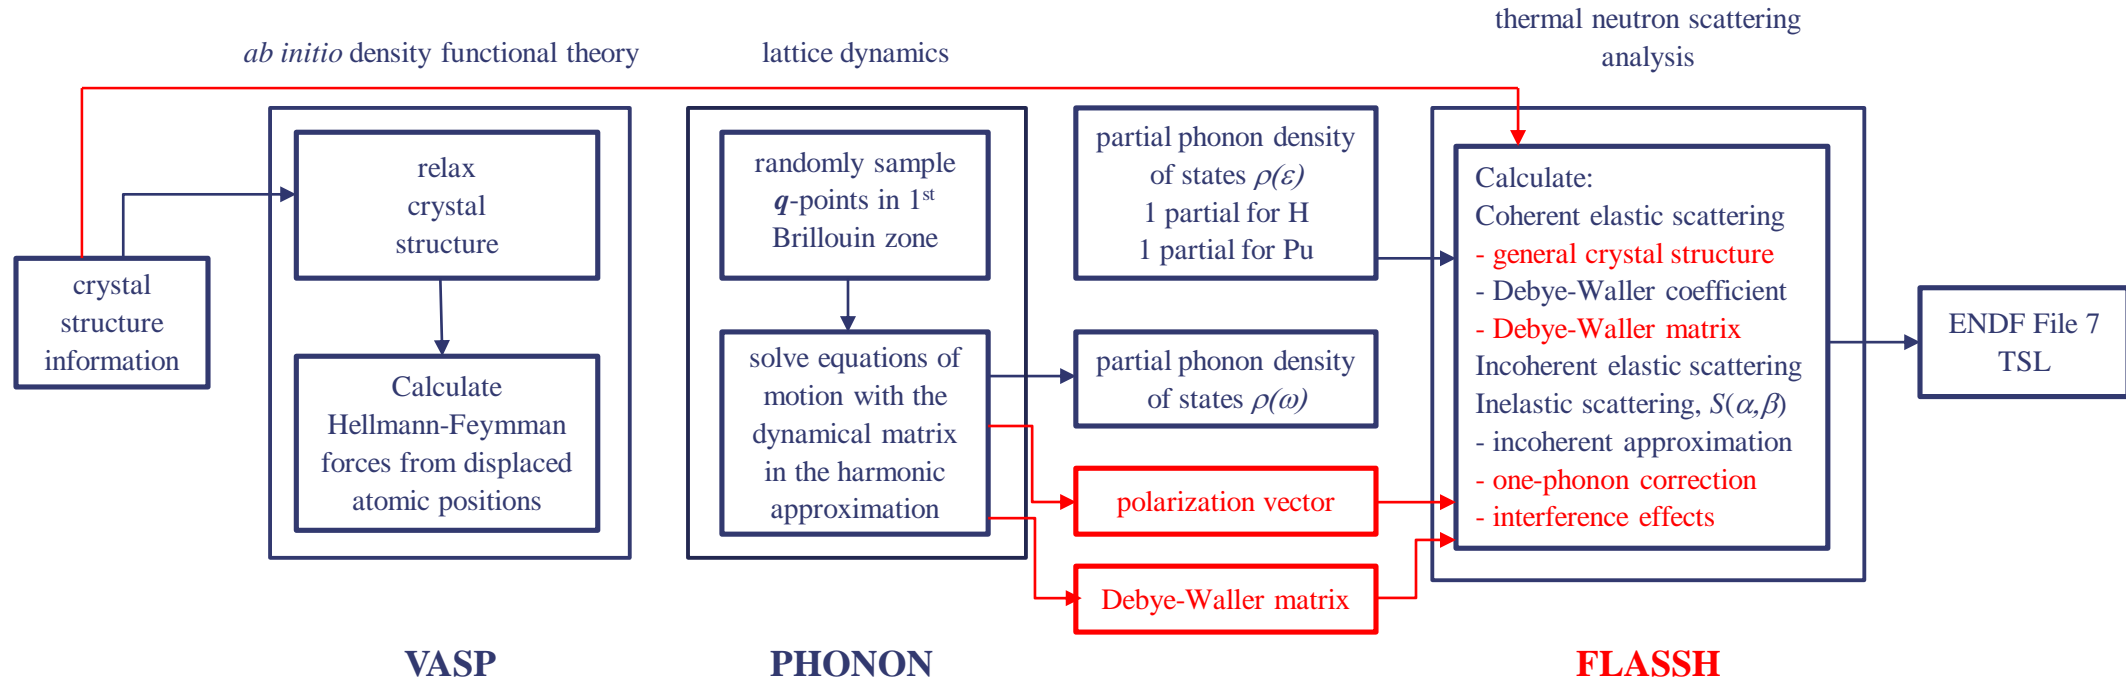 ab initio density functional theory
lattice dynamics
thermal neutron scattering
analysis
crystal
structure
information
relax
crystal
structure
Calculate
Hellmann-Feymman
forces from displaced
atomic positions
VASP
randomly sample
q-points in 1st
Brillouin zone
solve equations of
motion with the
dynamical matrix
in the harmonic
approximation
PHONON
partial phonon density
of states ρ(ε)
1 partial for H
1 partial for Pu
partial phonon density
of states ρ(ω)
polarization vector
Debye-Waller matrix
Calculate:
Coherent elastic scattering
- general crystal structure
- Debye-Waller coefficient
- Debye-Waller matrix
Incoherent elastic scattering
Inelastic scattering, S(α,β)
- incoherent approximation
- one-phonon correction
- interference effects
FLASSH
ENDF File 7
TSL